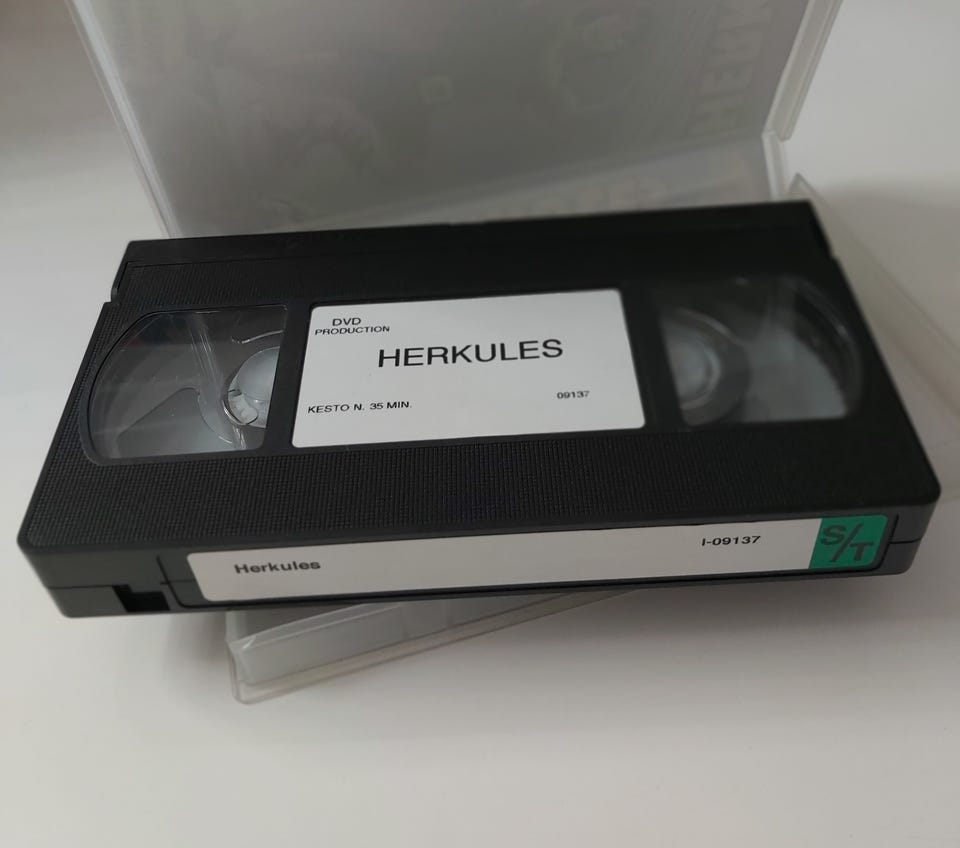 DVD
PRODUCTION
HERKULES
KESTO N. 35 MIN.
09137
Herkules
I-09137
S/T